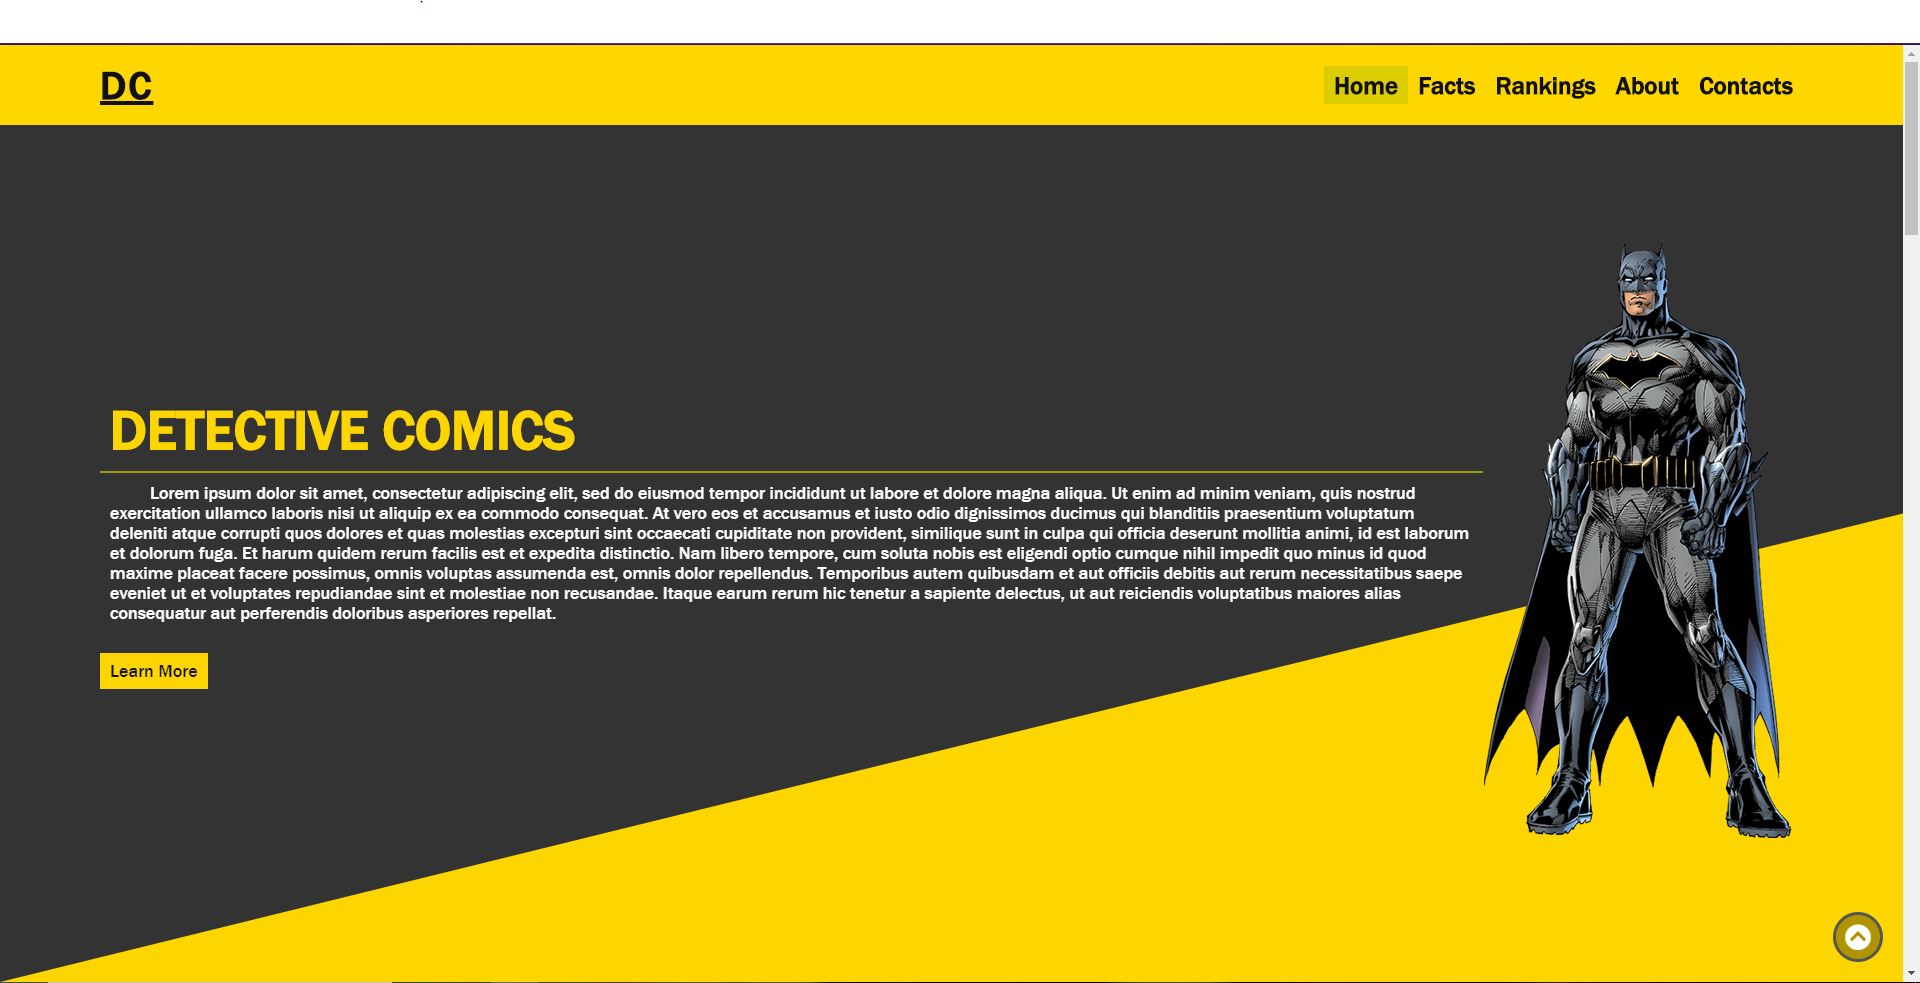 DC
Home Facts Rankings About Contacts
DETECTIVE COMICS
Lorem ipsum dolor sit amet, consectetur adipiscing elit, sed do eiusmod tempor incididunt ut labore et dolore magna aliqua. Ut enim ad minim veniam, quis nostrud
exercitation ullamco laboris nisi ut aliquip ex ea commodo consequat. At vero eos et accusamus et iusto odio dignissimos ducimus qui blanditiis praesentium voluptatum
deleniti atque corrupti quos dolores et quas molestias excepturi sint occaecati cupiditate non provident, similique sunt in culpa qui officia deserunt mollitia animi, id est laborum
et dolorum fuga. Et harum quidem rerum facilis est et expedita distinctio. Nam libero tempore, cum soluta nobis est eligendi optio cumque nihil impedit quo minus id quod
maxime placeat facere possimus, omnis voluptas assumenda est, omnis dolor repellendus. Temporibus autem quibusdam et aut officiis debitis aut rerum necessitatibus saepe
eveniet ut et voluptates repudiandae sint et molestiae non recusandae. Itaque earum rerum hic tenetur a sapiente delectus, ut aut reiciendis voluptatibus maiores alias
consequatur aut perferendis doloribus asperiores repellat.
Learn More